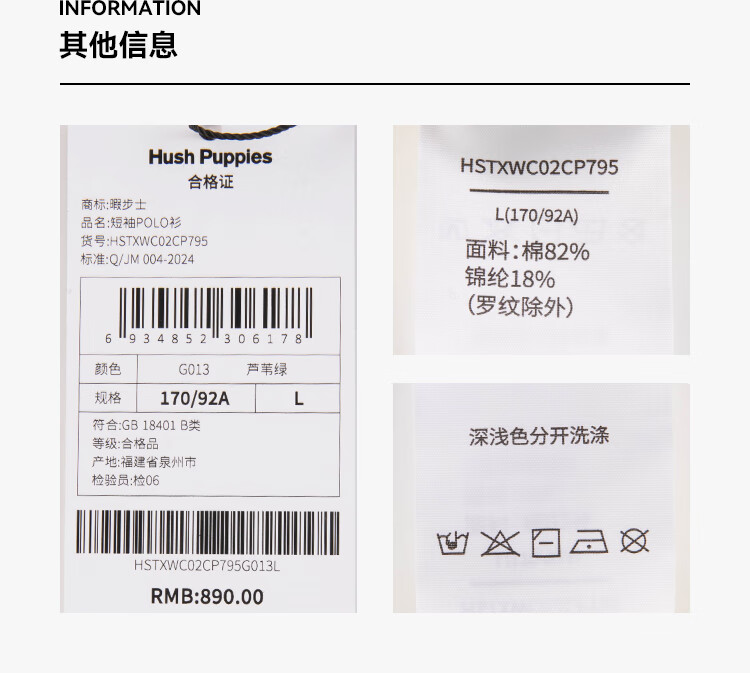 INFORMATION
其他信息
Hush Puppies
合格证
商标:暇步士
品名:短袖POLO衫
货号:HSTXWC02CP795
标准:Q/JM 004-2024
6 934852 306178
颜色 G013 芦苇绿
规格 170/92A L
符合:GB 18401 B类
等级:合格品
产地:福建省泉州市
检验员:检06
HSTXWC02CP795G013L
RMB:890.00
HSTXWC02CP795
L(170/92A)
面料:棉82%
锦纶18%
(罗纹除外)
深浅色分开洗涤